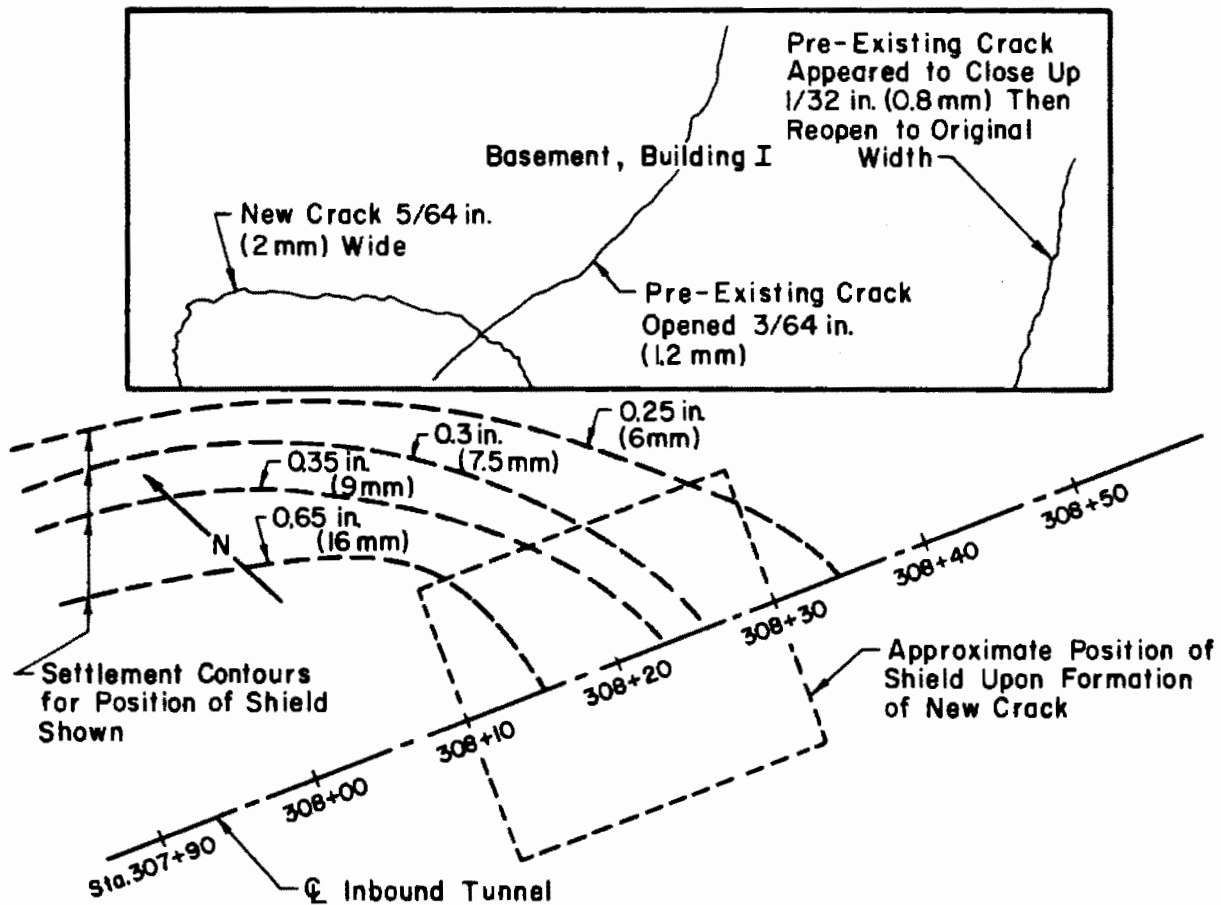 Pre-Existing Crack
Appeared to Close Up
1/32 in. (0.8 mm) Then
Reopen to Original
Width
Basement, Building I
New Crack 5/64 in.
(2 mm) Wide
Pre-Existing Crack
Opened 3/64 in.
(1.2 mm)
0.25 in.
(6mm)
0.3 in.
(7.5 mm)
0.35 in.
(9 mm)
0.65 in.
(16 mm)
N
308+50
308+40
308+30
308+20
308+10
308+00
Sta. 307+90
Settlement Contours
for Position of Shield
Shown
Approximate Position of
Shield Upon Formation
of New Crack
℄ Inbound Tunnel